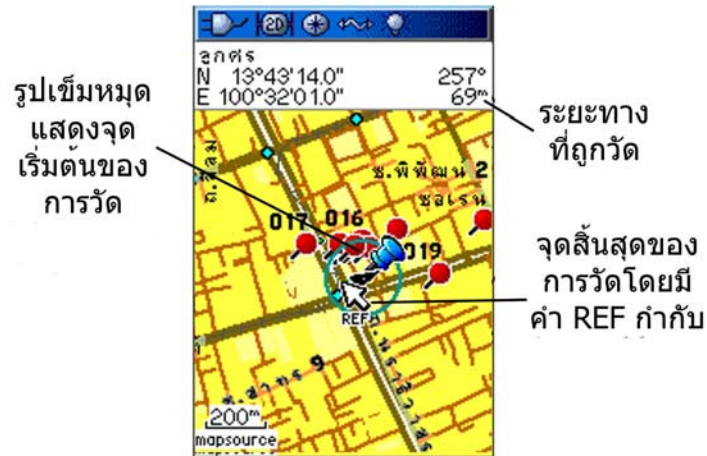 2D
ลูกศร
N 13°43'14.0" 257°
E 100°32'01.0" 69m
รูปเข็มหมุด
แสดงจุด
เริ่มต้นของ
การวัด
ระยะทาง
ที่ถูกวัด
ถ.สีลม
ซ.พิพัฒน์ 2
ซอเรน
017
016
019
จุดสิ้นสุดของ
การวัดโดยมี
คำ REF กำกับ
REF
200m
mapsource